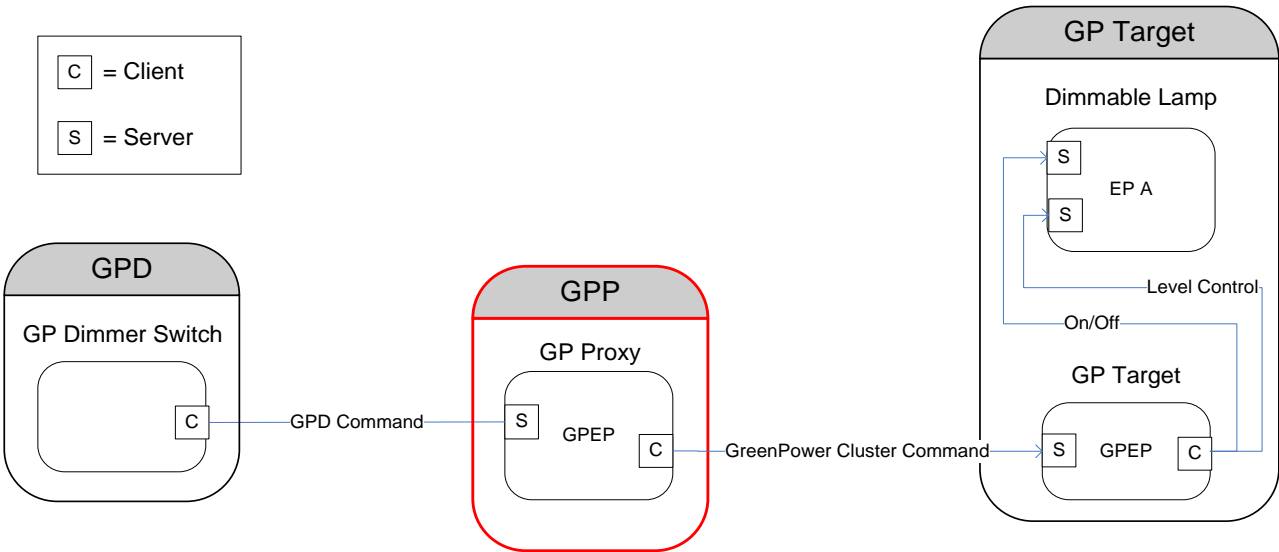 C = Client
S = Server
GPD
GP Dimmer Switch
C
GPD Command
GPP
GP Proxy
S
GPEP
C
GreenPower Cluster Command
GP Target
Dimmable Lamp
S
EP A
S
Level Control
On/Off
GP Target
S
GPEP
C